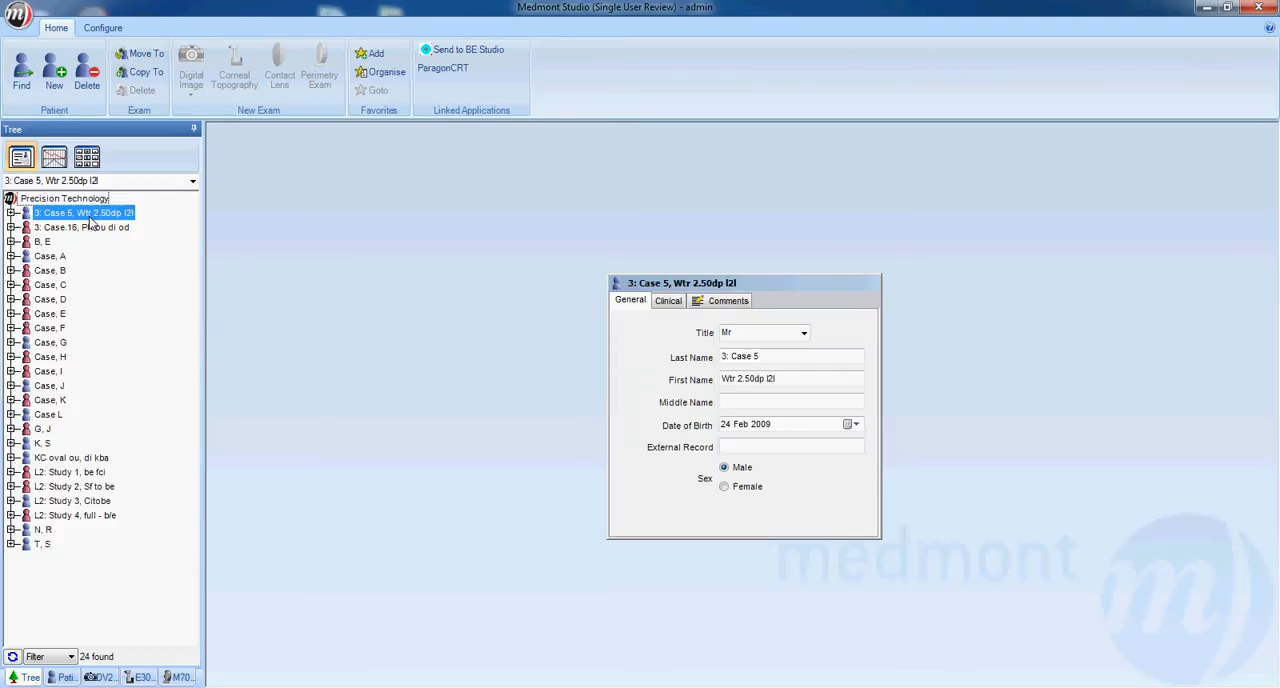 Medmont Studio (Single User Review) - admin
Home
Configure
Find
New
Delete
Patient
Move To
Copy To
Delete
Exam
Digital Image
Corneal Topography
Contact Lens
Perimetry Exam
New Exam
Add
Organise
Goto
Favorites
Send to BE Studio
ParagonCRT
Linked Applications
Tree
3: Case 5, Wtr 2.50dp l2l
Precision Technology
3: Case 5, Wtr 2.50dp l2l
3: Case.16, ou di od
B, E
Case, A
Case, B
Case, C
Case, D
Case, E
Case, F
Case, G
Case, H
Case, I
Case, J
Case, K
Case L
G, J
K, S
KC oval ou, di kba
L2: Study 1, be fci
L2: Study 2, Sf to be
L2: Study 3, Citobe
L2: Study 4, full - b/e
N, R
T, S
Filter
24 found
Tree
Pati...
DV2...
E30...
M70...
3: Case 5, Wtr 2.50dp l2l
General
Clinical
Comments
Title Mr
Last Name 3: Case 5
First Name Wtr 2.50dp l2l
Middle Name
Date of Birth 24 Feb 2009
External Record
Sex
Male
Female
medmont
m